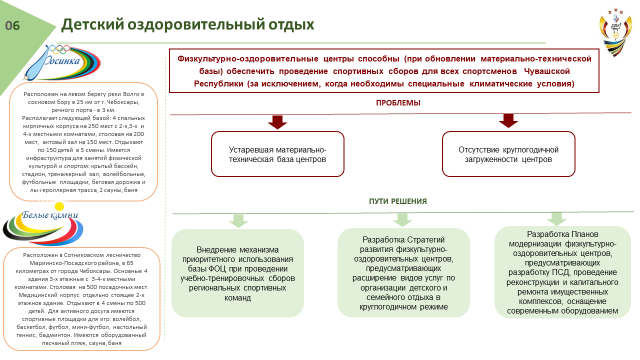 06
Детский оздоровительный отдых
Росинка
Расположен на левом берегу реки Волги в
сосновом бору в 25 км от г. Чебоксары,
речного порта - в 3 км.
Располагает следующей базой: 4 спальных
кирпичных корпуса на 250 мест с 2-х,3-х и
4-х местными комнатами, столовая на 200
мест, актовый зал на 150 мест. Отдыхают
по 150 детей в 3 смены. Имеется
инфраструктура для занятий физической
культурой и спортом: крытый бассейн,
стадион, тренажерный зал, волейбольные,
футбольные площадки, беговая дорожка и
лыжероллерная трасса, 2 сауны, баня
Белые камни
Расположен в Сотниковском лесничестве
Мариинско-Посадского района, в 65
километрах от города Чебоксары. Основные 4
здания 3-х этажные с 3-4-х местными
комнатами. Столовая на 500 посадочных мест.
Медицинский корпус отдельно стоящее 2-х
этажное здание. Отдыхают в 4 смены по 500
детей. Для активного досуга имеются
спортивные площадки для игр: волейбол,
баскетбол, футбол, мини-футбол, настольный
теннис, бадминтон. Имеются оборудованный
песчаный пляж, сауна, баня
Физкультурно-оздоровительные центры способны (при обновлении материально-технической
базы) обеспечить проведение спортивных сборов для всех спортсменов Чувашской
Республики (за исключением, когда необходимы специальные климатические условия)
ПРОБЛЕМЫ
Устаревшая материально-
техническая база центров
Отсутствие круглогодичной
загруженности центров
ПУТИ РЕШЕНИЯ
Внедрение механизма
приоритетного использования
базы ФОЦ при проведении
учебно-тренировочных сборов
региональных спортивных
команд
Разработка Стратегий
развития физкультурно-
оздоровительных центров,
предусматривающих
расширение видов услуг по
организации детского и
семейного отдыха в
круглогодичном режиме
Разработка Планов
модернизации физкультурно-
оздоровительных центров,
предусматривающих
разработку ПСД, проведение
реконструкции и капитального
ремонта имущественных
комплексов, оснащение
современным оборудованием